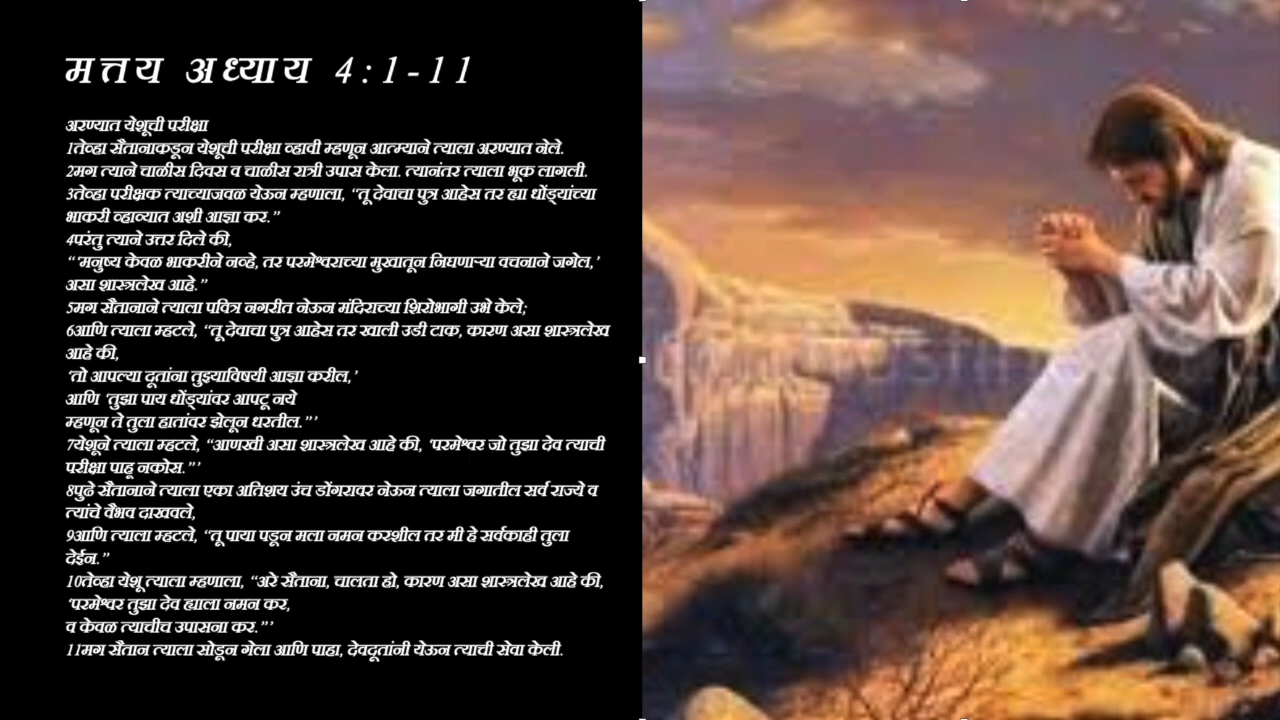 मत्तय अध्याय 4:1-11
अरण्यात येशूची परीक्षा
1तेव्हा सैतानाकडून येशूची परीक्षा व्हावी म्हणून आत्म्याने त्याला अरण्यात नेले.
2मग त्याने चाळीस दिवस व चाळीस रात्री उपास केला. त्यानंतर त्याला भूक लागली.
3तेव्हा परीक्षक त्याच्याजवळ येऊन म्हणाला, “तू देवाचा पुत्र आहेस तर ह्या धोंड्यांच्या
भाकरी व्हाव्यात अशी आज्ञा कर.”
4परंतु त्याने उत्तर दिले की,
“‘मनुष्य केवळ भाकरीने नव्हे, तर परमेश्वराच्या मुखातून निघणाऱ्या वचनाने जगेल,’
असा शास्त्रलेख आहे.”
5मग सैतानाने त्याला पवित्र नगरीत नेऊन मंदिराच्या शिरोभागी उभे केले;
6आणि त्याला म्हटले, “तू देवाचा पुत्र आहेस तर खाली उडी टाक, कारण असा शास्त्रलेख
आहे की,
‘तो आपल्या दूतांना तुझ्याविषयी आज्ञा करील,’
आणि ‘तुझा पाय धोंड्यांवर आपटू नये
म्हणून ते तुला हातांवर झेलून धरतील.”’
7येशूने त्याला म्हटले, “आणखी असा शास्त्रलेख आहे की, ‘परमेश्वर जो तुझा देव त्याची
परीक्षा पाहू नकोस.”’
8पुढे सैतानाने त्याला एका अतिशय उंच डोंगरावर नेऊन त्याला जगातील सर्व राज्ये व
त्यांचे वैभव दाखवले,
9आणि त्याला म्हटले, “तू पाया पडून मला नमन करशील तर मी हे सर्वकाही तुला
देईन.”
10तेव्हा येशू त्याला म्हणाला, “अरे सैताना, चालता हो, कारण असा शास्त्रलेख आहे की,
‘परमेश्वर तुझा देव ह्याला नमन कर,
व केवळ त्याचीच उपासना कर.”’
11मग सैतान त्याला सोडून गेला आणि पाहा, देवदूतांनी येऊन त्याची सेवा केली.